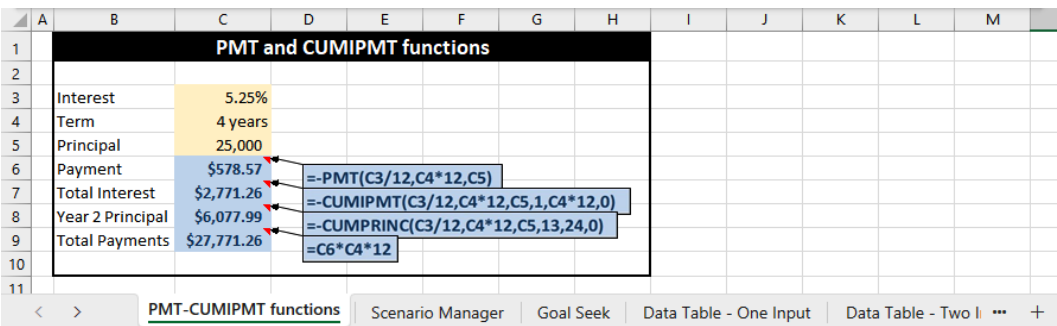 A B C D E F G H I J K L M
1 PMT and CUMIPMT functions
2
3 Interest 5.25%
4 Term 4 years
5 Principal 25,000
6 Payment $578.57 =-PMT(C3/12,C4*12,C5)
7 Total Interest $2,771.26 =-CUMIPMT(C3/12,C4*12,C5,1,C4*12,0)
8 Year 2 Principal $6,077.99 =-CUMPRINC(C3/12,C4*12,C5,13,24,0)
9 Total Payments $27,771.26 =C6*C4*12
10
11
< > PMT-CUMIPMT functions Scenario Manager Goal Seek Data Table - One Input Data Table - Two I ••• +